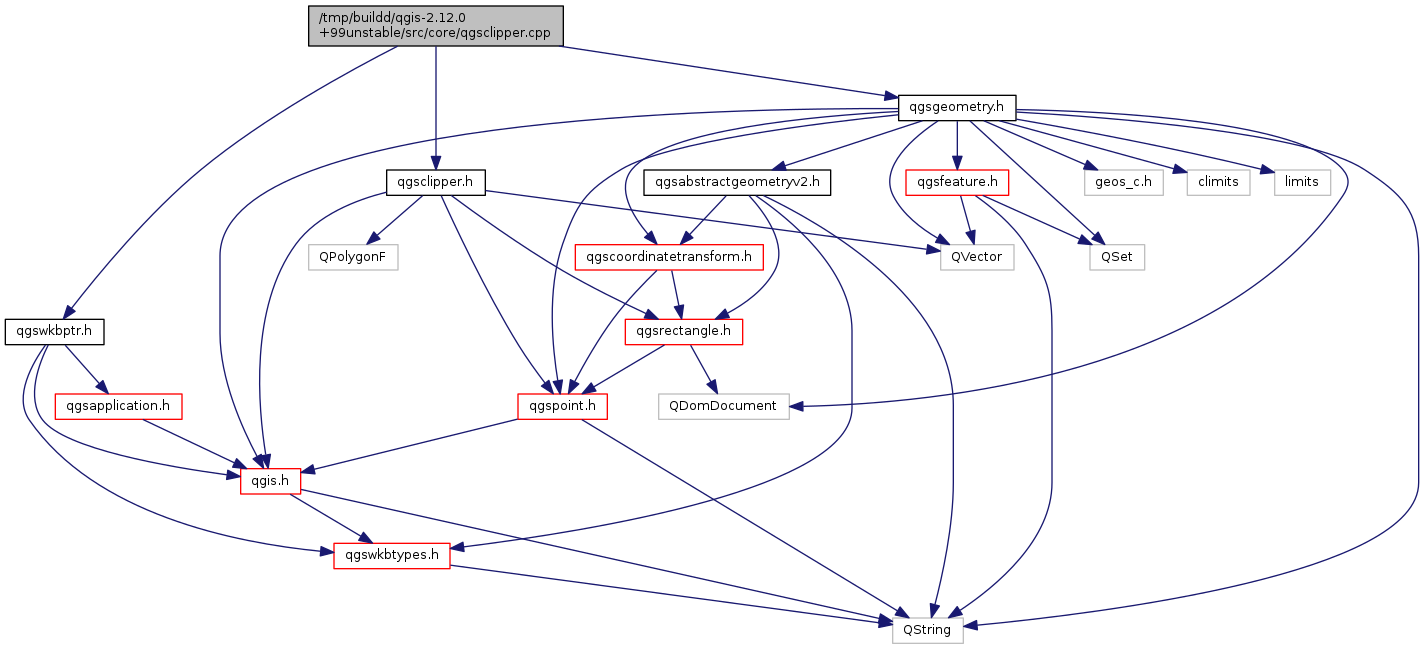 /tmp/buildd/qgis-2.12.0
+99unstable/src/core/qgsclipper.cpp
qgsgeometry.h
qgsclipper.h
qgsabstractgeometryv2.h
qgsfeature.h
geos_c.h
climits
limits
QPolygonF
qgscoordinatetransform.h
QVector
QSet
qgswkbptr.h
qgsrectangle.h
qgsapplication.h
qgspoint.h
QDomDocument
qgis.h
qgswkbtypes.h
QString